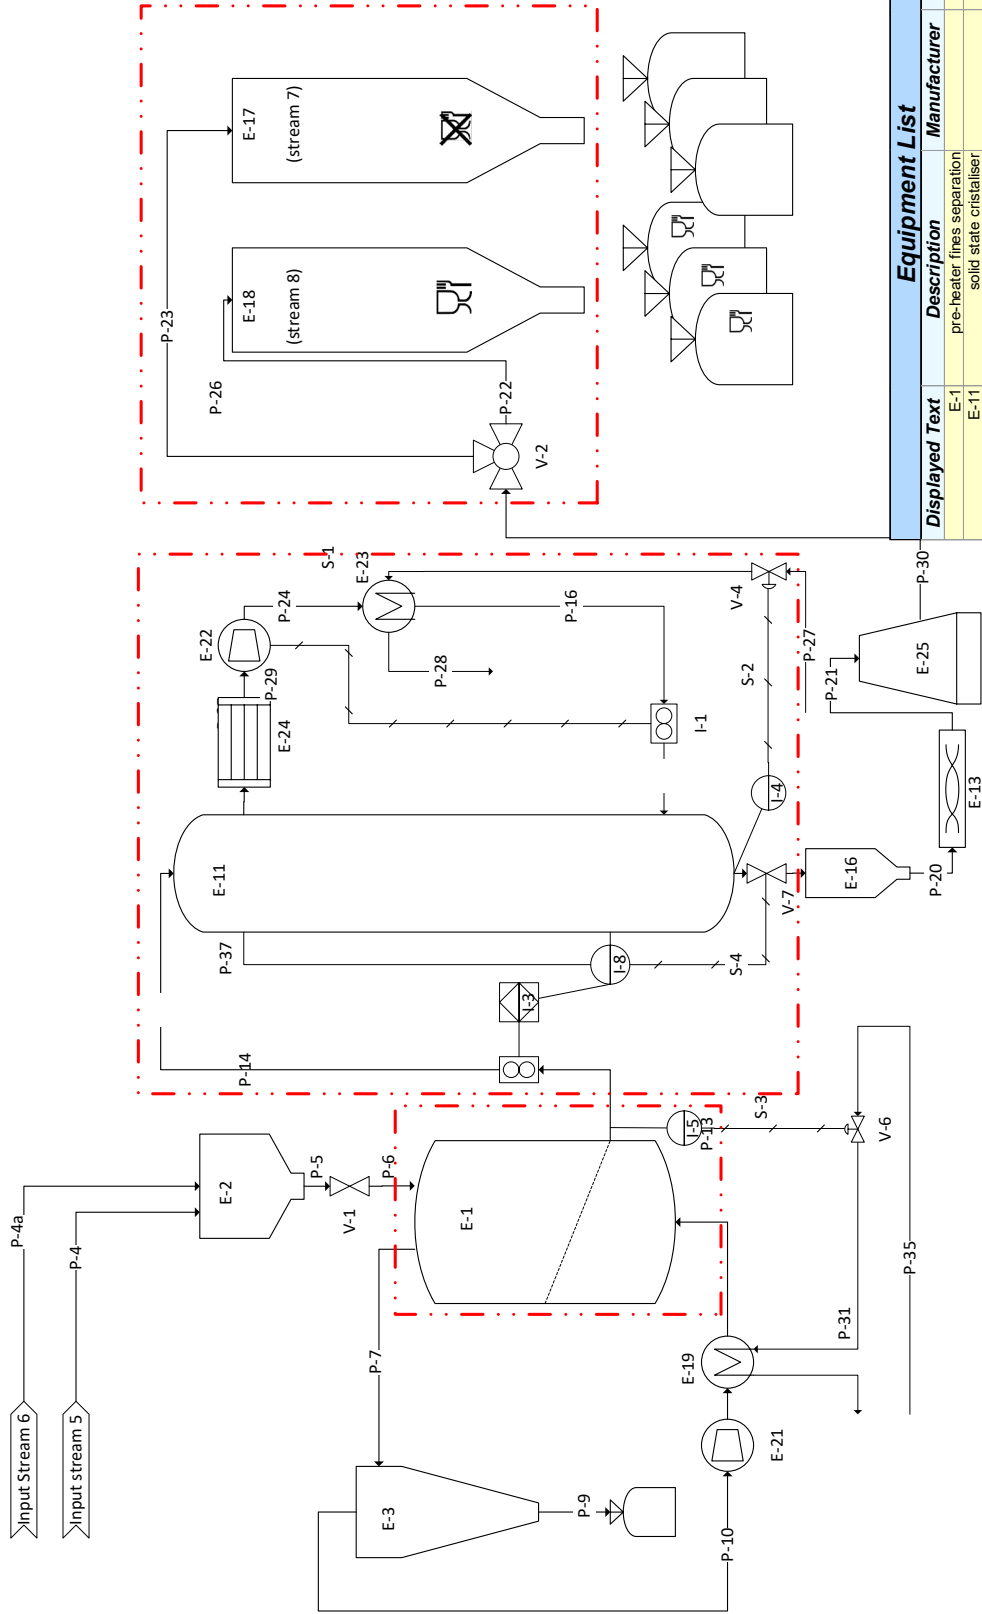 Input Stream 6
Input stream 5
P-4a
P-4
E-2
P-5
V-1
P-6
E-1
P-7
E-3
P-9
P-10
E-21
E-19
P-31
P-35
V-6
S-3
I-5
P-13
P-14
I-3
I-8
P-37
S-4
E-11
V-7
E-16
P-20
E-13
P-21
E-25
P-30
I-4
S-2
V-4
P-27
I-1
P-16
P-28
E-24
P-29
E-22
P-24
E-23
S-1
V-2
P-22
P-26
P-23
E-18
(stream 8)
E-17
(stream 7)
Equipment List
Displayed Text Description Manufacturer
E-1 pre-heater fines separation
E-11 solid state cristaliser